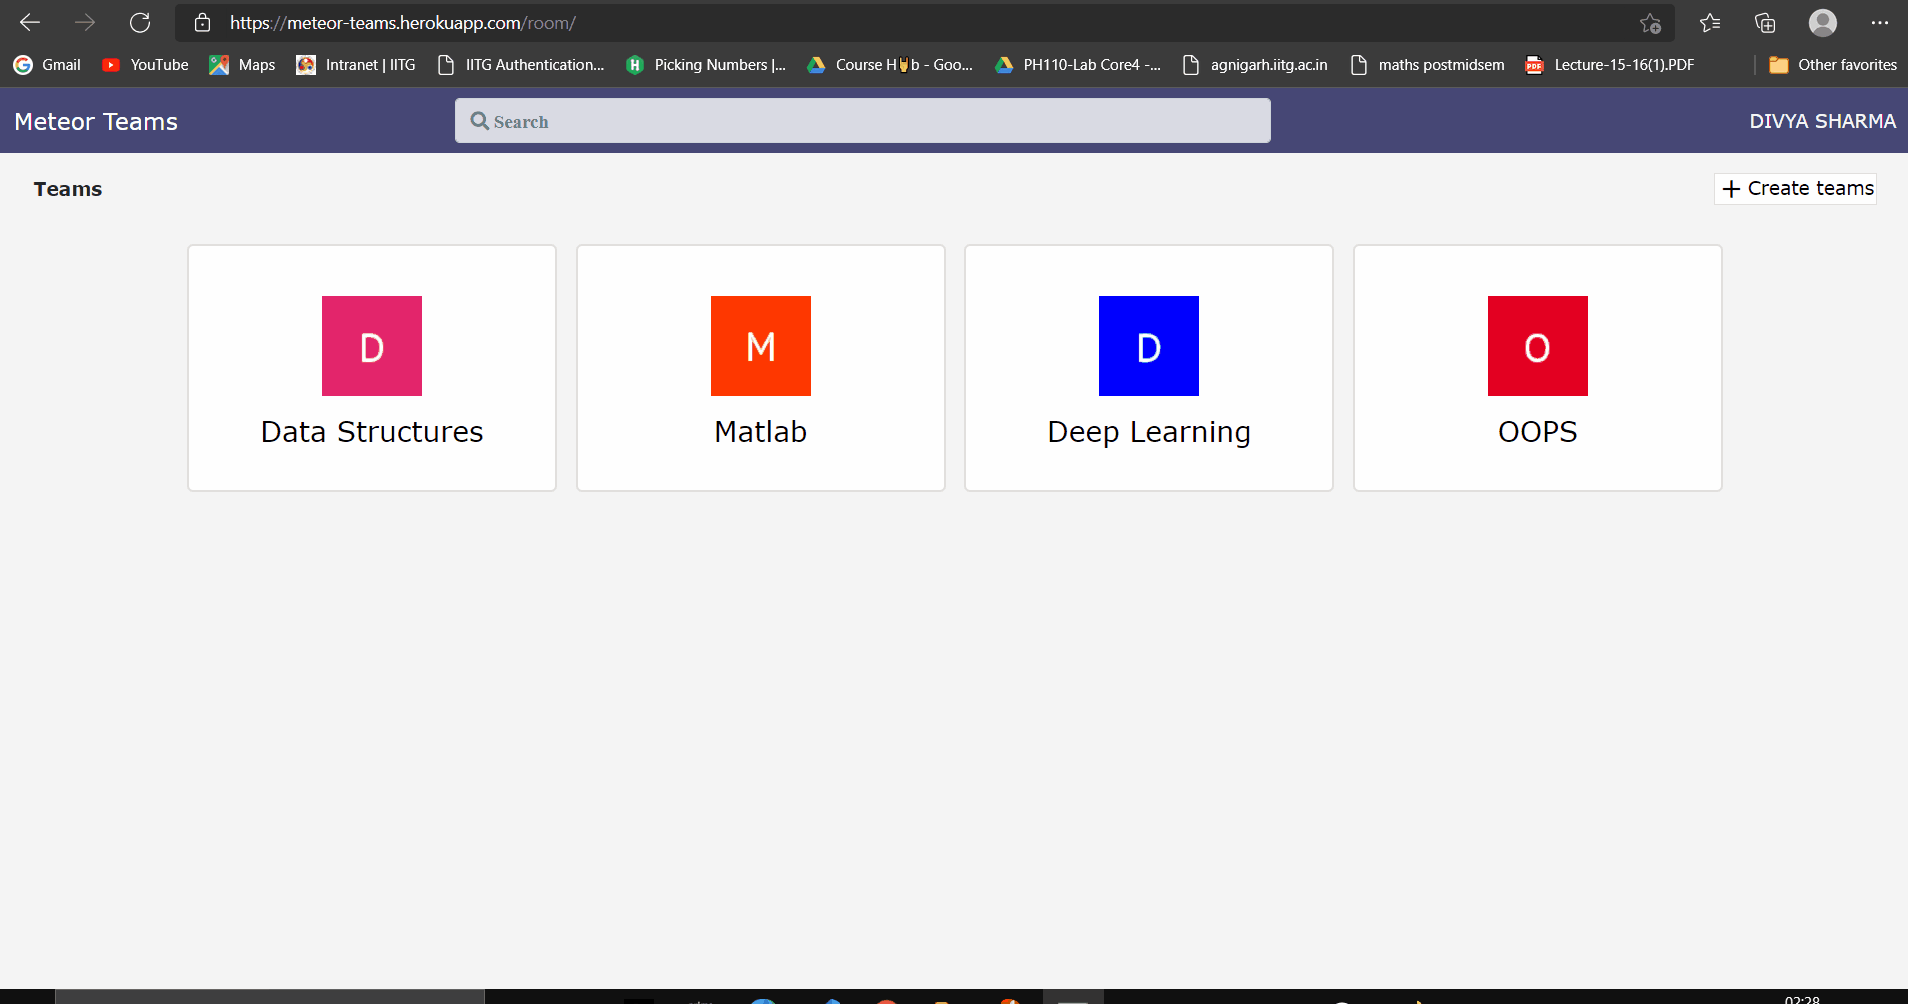 https://meteor-teams.herokuapp.com/room/
Gmail YouTube Maps Intranet | IITG IITG Authentication... Picking Numbers |... Course H🖖b - Goo... PH110-Lab Core4 -... agnigarh.iitg.ac.in maths postmidsem Lecture-15-16(1).PDF Other favorites
Meteor Teams Search DIVYA SHARMA
Teams + Create teams
D M D O
Data Structures Matlab Deep Learning OOPS
02:28